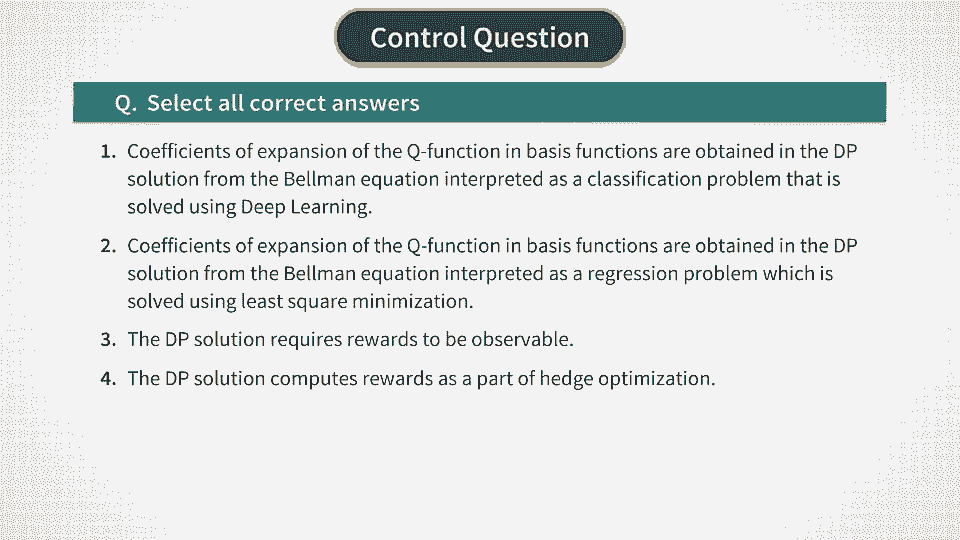 Control Question
Q. Select all correct answers
1. Coefficients of expansion of the Q-function in basis functions are obtained in the DP
solution from the Bellman equation interpreted as a classification problem that is
solved using Deep Learning.
2. Coefficients of expansion of the Q-function in basis functions are obtained in the DP
solution from the Bellman equation interpreted as a regression problem which is
solved using least square minimization.
3. The DP solution requires rewards to be observable.
4. The DP solution computes rewards as a part of hedge optimization.